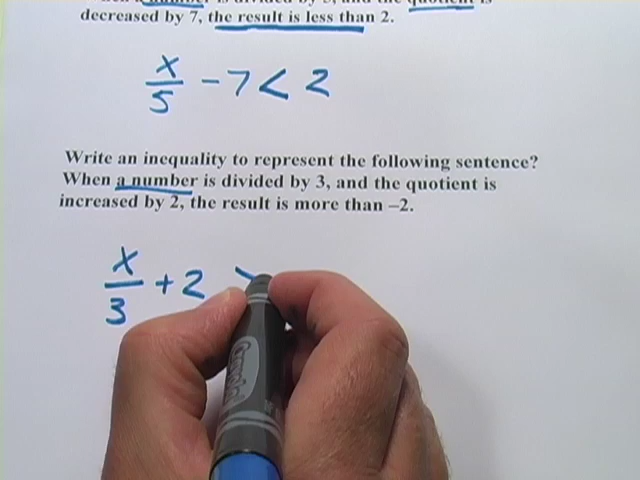 decreased by 7, the result is less than 2.
x/5 - 7 < 2
Write an inequality to represent the following sentence?
When a number is divided by 3, and the quotient is
increased by 2, the result is more than –2.
x/3 + 2 >
Crayola